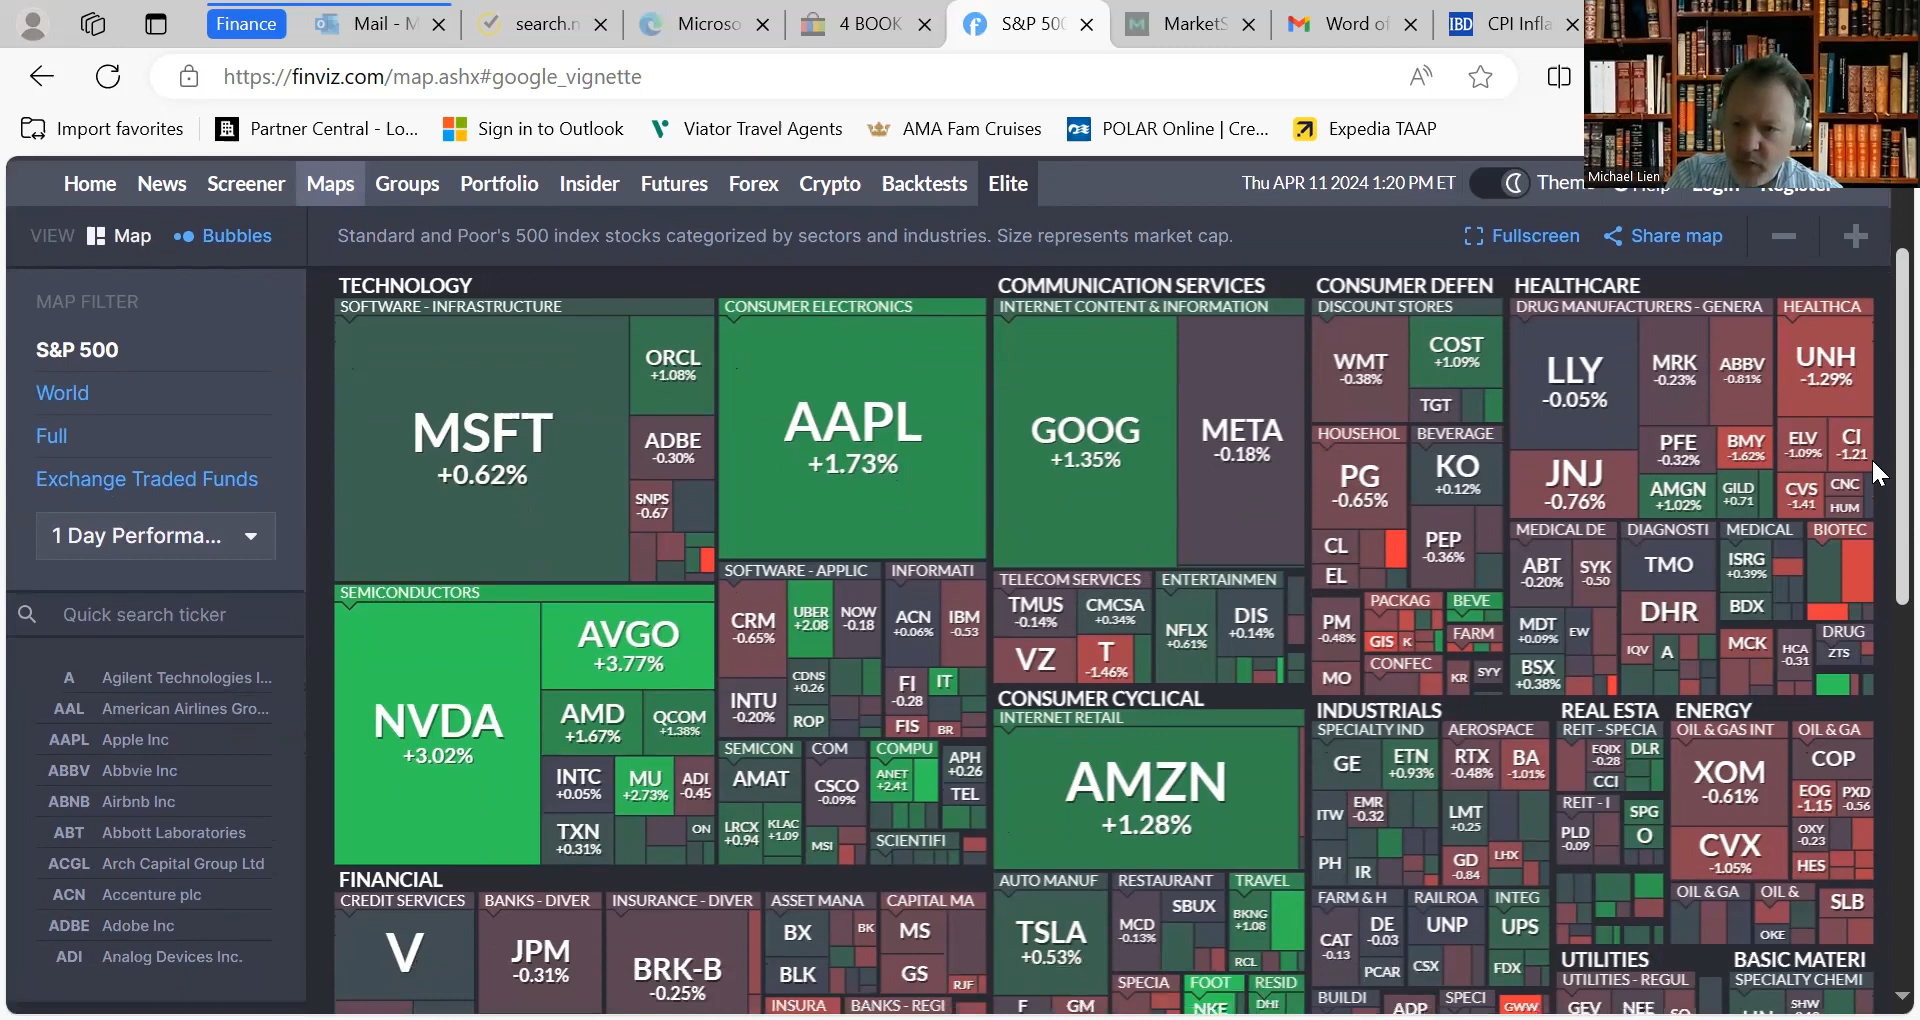 Finance
Mail - M
search.n
Microso
4 BOOK
S&P 500
MarketS
Word of
IBD CPI Infla
https://finviz.com/map.ashx#google_vignette
Import favorites
Partner Central - Lo...
Sign in to Outlook
Viator Travel Agents
AMA Fam Cruises
POLAR Online | Cre...
Expedia TAAP
Michael Lien
Home News Screener Maps Groups Portfolio Insider Futures Forex Crypto Backtests Elite
Thu APR 11 2024 1:20 PM ET
VIEW Map Bubbles
Standard and Poor's 500 index stocks categorized by sectors and industries. Size represents market cap.
Fullscreen Share map
MAP FILTER
S&P 500
World
Full
Exchange Traded Funds
1 Day Performa...
Quick search ticker
A Agilent Technologies I...
AAL American Airlines Gro...
AAPL Apple Inc
ABBV Abbvie Inc
ABNB Airbnb Inc
ABT Abbott Laboratories
ACGL Arch Capital Group Ltd
ACN Accenture plc
ADBE Adobe Inc
ADI Analog Devices Inc.
TECHNOLOGY
SOFTWARE - INFRASTRUCTURE
MSFT
+0.62%
ORCL
+1.08%
ADBE
-0.30%
SNPS
-0.67
CONSUMER ELECTRONICS
AAPL
+1.73%
SEMICONDUCTORS
NVDA
+3.02%
AVGO
+3.77%
AMD
+1.67%
QCOM
+1.38%
INTC
+0.05%
MU
+2.73%
ADI
-0.45
TXN
+0.31%
ON
SOFTWARE - APPLIC
CRM
-0.65%
UBER
+2.08
NOW
-0.18
INTU
-0.20%
CDNS
+0.26
ROP
INFORMATI
ACN
+0.06%
IBM
-0.53
FI
-0.28
IT
FIS
BR
SEMICON
AMAT
LRCX
+0.94
KLAC
+1.09
COM
CSCO
-0.09%
MSI
COMPU
ANET
+2.41
APH
+0.26
TEL
SCIENTIFI
COMMUNICATION SERVICES
INTERNET CONTENT & INFORMATION
GOOG
+1.35%
META
-0.18%
TELECOM SERVICES
TMUS
-0.14%
CMCSA
+0.34%
VZ
T
-1.46%
ENTERTAINMEN
NFLX
+0.61%
DIS
+0.14%
CONSUMER CYCLICAL
INTERNET RETAIL
AMZN
+1.28%
AUTO MANUF
TSLA
+0.53%
F
GM
RESTAURANT
MCD
-0.13%
SBUX
TRAVEL
BKNG
+1.08
RCL
SPECIA
FOOT
NKE
RESID
DHI
CONSUMER DEFEN
DISCOUNT STORES
WMT
-0.38%
COST
+1.09%
TGT
HOUSEHOL
PG
-0.65%
CL
EL
BEVERAGE
KO
+0.12%
PEP
-0.36%
PM
-0.48%
MO
PACKAG
GIS
K
BEVE
FARM
CONFEC
KR
SYY
HEALTHCARE
DRUG MANUFACTURERS - GENERA
LLY
-0.05%
MRK
-0.23%
ABBV
-0.81%
JNJ
-0.76%
PFE
-0.32%
BMY
-1.62%
AMGN
+1.02%
GILD
+0.71
HEALTHCA
UNH
-1.29%
ELV
-1.09%
CI
-1.21
CVS
-1.41
CNC
HUM
MEDICAL DE
ABT
-0.20%
SYK
-0.50
MDT
+0.09%
EW
BSX
+0.38%
DIAGNOSTI
TMO
DHR
IQV
A
MEDICAL
ISRG
+0.39%
BDX
BIOTEC
MCK
HCA
-0.31
DRUG
ZTS
INDUSTRIALS
SPECIALTY IND
GE
ETN
+0.93%
ITW
EMR
-0.32
PH
IR
AEROSPACE
RTX
-0.48%
BA
-1.01%
LMT
+0.25
GD
-0.84
LHX
FARM & H
CAT
-0.13
DE
-0.03
PCAR
RAILROA
UNP
CSX
INTEG
UPS
FDX
BUILDI
ADP
SPECI
GWW
REAL ESTA
REIT - SPECIA
EQIX
-0.28
DLR
CCI
REIT - I
PLD
-0.09
SPG
O
ENERGY
OIL & GAS INT
XOM
-0.61%
CVX
-1.05%
OIL & GA
COP
EOG
-1.15
PXD
-0.56
OXY
-0.23
HES
OIL & GA
OIL &
OKE
SLB
UTILITIES
UTILITIES - REGUL
GEV
NEE
SO
BASIC MATERI
SPECIALTY CHEMI
SHW
FINANCIAL
CREDIT SERVICES
V
BANKS - DIVER
JPM
-0.31%
INSURANCE - DIVER
BRK-B
-0.25%
ASSET MANA
BX
BK
BLK
CAPITAL MA
MS
GS
RJF
INSURA
BANKS - REGI